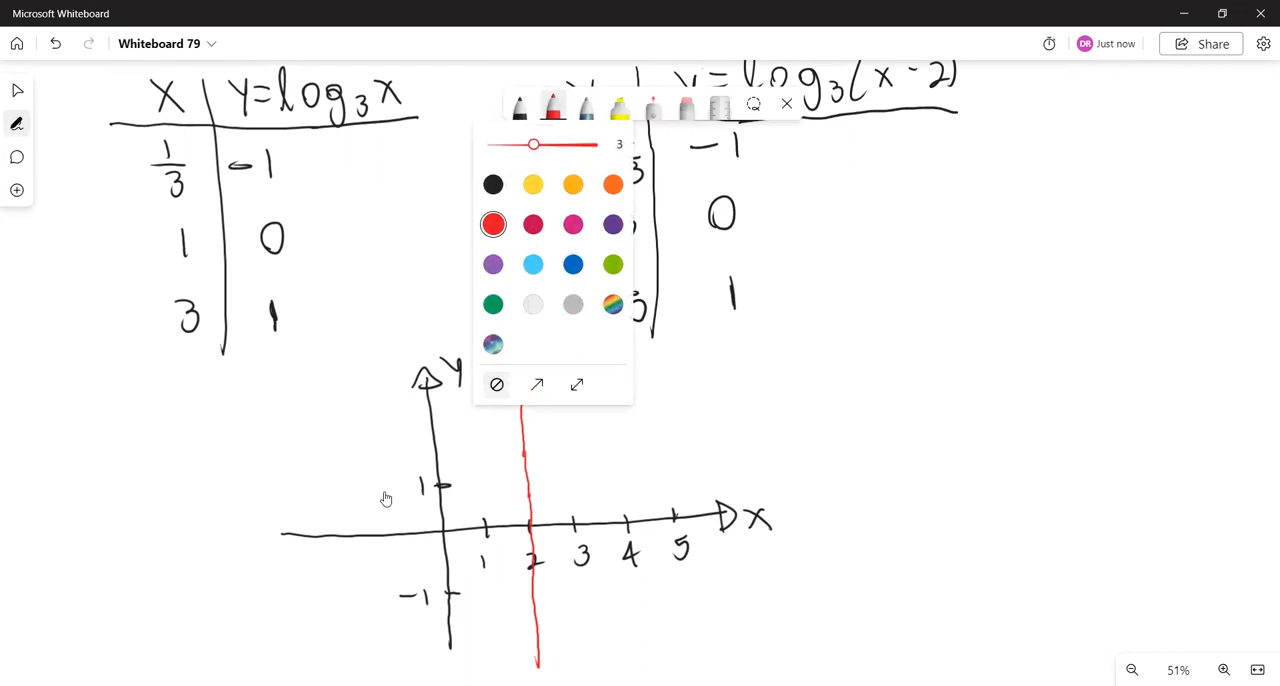 Microsoft Whiteboard
Whiteboard 79
DR Just now
Share
X Y=log₃x
1/3 -1
1 0
3 1
Y = log₃(x-2)
-1
0
1
3
Y
1
1 2 3 4 5 X
-1
51%